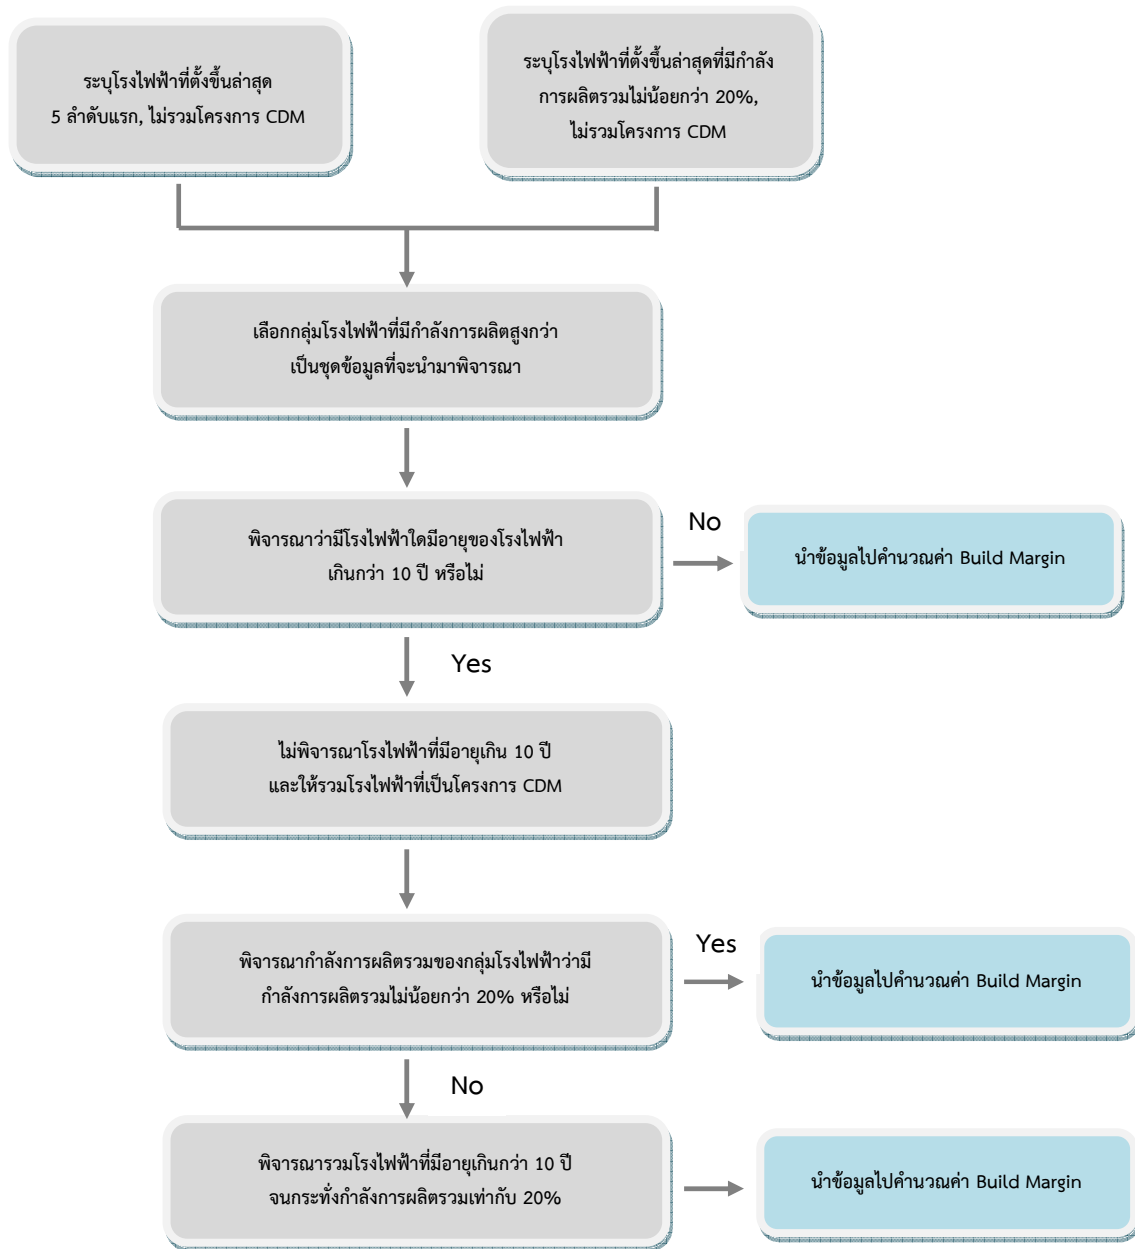 ระบุโรงไฟฟ้าที่ตั้งขึ้นล่าสุด
5 ลำดับแรก, ไม่รวมโครงการ CDM
ระบุโรงไฟฟ้าที่ตั้งขึ้นล่าสุดที่มีกำลัง
การผลิตรวมไม่น้อยกว่า 20%,
ไม่รวมโครงการ CDM
เลือกกลุ่มโรงไฟฟ้าที่มีกำลังการผลิตสูงกว่า
เป็นชุดข้อมูลที่จะนำมาพิจารณา
พิจารณาว่ามีโรงไฟฟ้าใดมีอายุของโรงไฟฟ้า
เกินกว่า 10 ปี หรือไม่
No
นำข้อมูลไปคำนวณค่า Build Margin
Yes
ไม่พิจารณาโรงไฟฟ้าที่มีอายุเกิน 10 ปี
และให้รวมโรงไฟฟ้าที่เป็นโครงการ CDM
พิจารณากำลังการผลิตรวมของกลุ่มโรงไฟฟ้าว่ามี
กำลังการผลิตรวมไม่น้อยกว่า 20% หรือไม่
Yes
นำข้อมูลไปคำนวณค่า Build Margin
No
พิจารณารวมโรงไฟฟ้าที่มีอายุเกินกว่า 10 ปี
จนกระทั่งกำลังการผลิตรวมเท่ากับ 20%
นำข้อมูลไปคำนวณค่า Build Margin